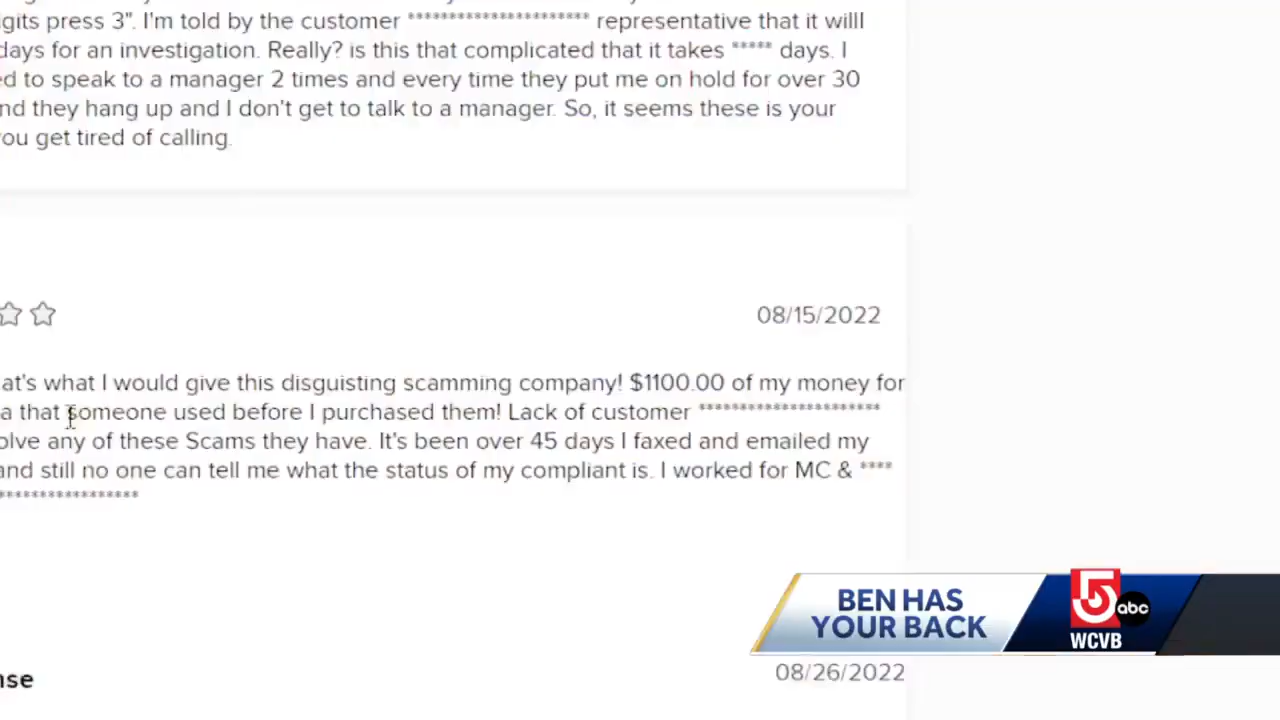 gits press 3". I'm told by the customer ********************** representative that it willl
days for an investigation. Really? is this that complicated that it takes ***** days. I
ed to speak to a manager 2 times and every time they put me on hold for over 30
nd they hang up and I don't get to talk to a manager. So, it seems these is your
ou get tired of calling.
08/15/2022
at's what I would give this disguisting scamming company! $1100.00 of my money for
a that someone used before I purchased them! Lack of customer **********************
olve any of these Scams they have. It's been over 45 days I faxed and emailed my
and still no one can tell me what the status of my compliant is. I worked for MC & ****
*****************
BEN HAS
YOUR BACK
5
abc
WCVB
nse
08/26/2022